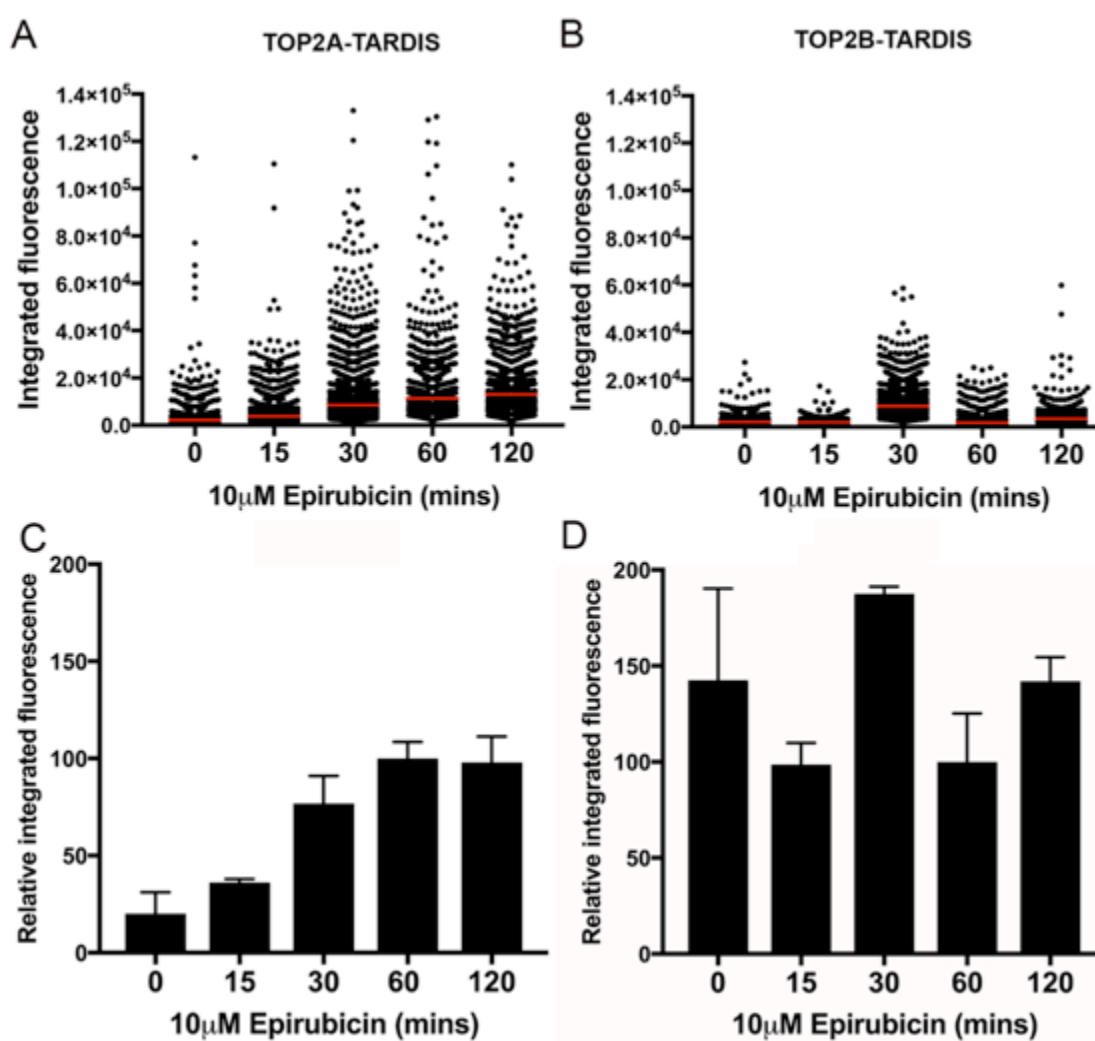 A
TOP2A-TARDIS
Integrated fluorescence
1.4×10⁵
1.2×10⁵
1.0×10⁵
8.0×10⁴
6.0×10⁴
4.0×10⁴
2.0×10⁴
0.0
0 15 30 60 120
10μM Epirubicin (mins)
B
TOP2B-TARDIS
Integrated fluorescence
1.4×10⁵
1.2×10⁵
1.4×10⁵
8.0×10⁴
6.0×10⁴
4.0×10⁴
2.0×10⁴
0.0
0 15 30 60 120
10μM Epirubicin (mins)
C
Relative integrated fluorescence
200
150
100
50
0
0 15 30 60 120
10μM Epirubicin (mins)
D
Relative integrated fluorescence
200
150
100
50
0
0 15 30 60 120
10μM Epirubicin (mins)